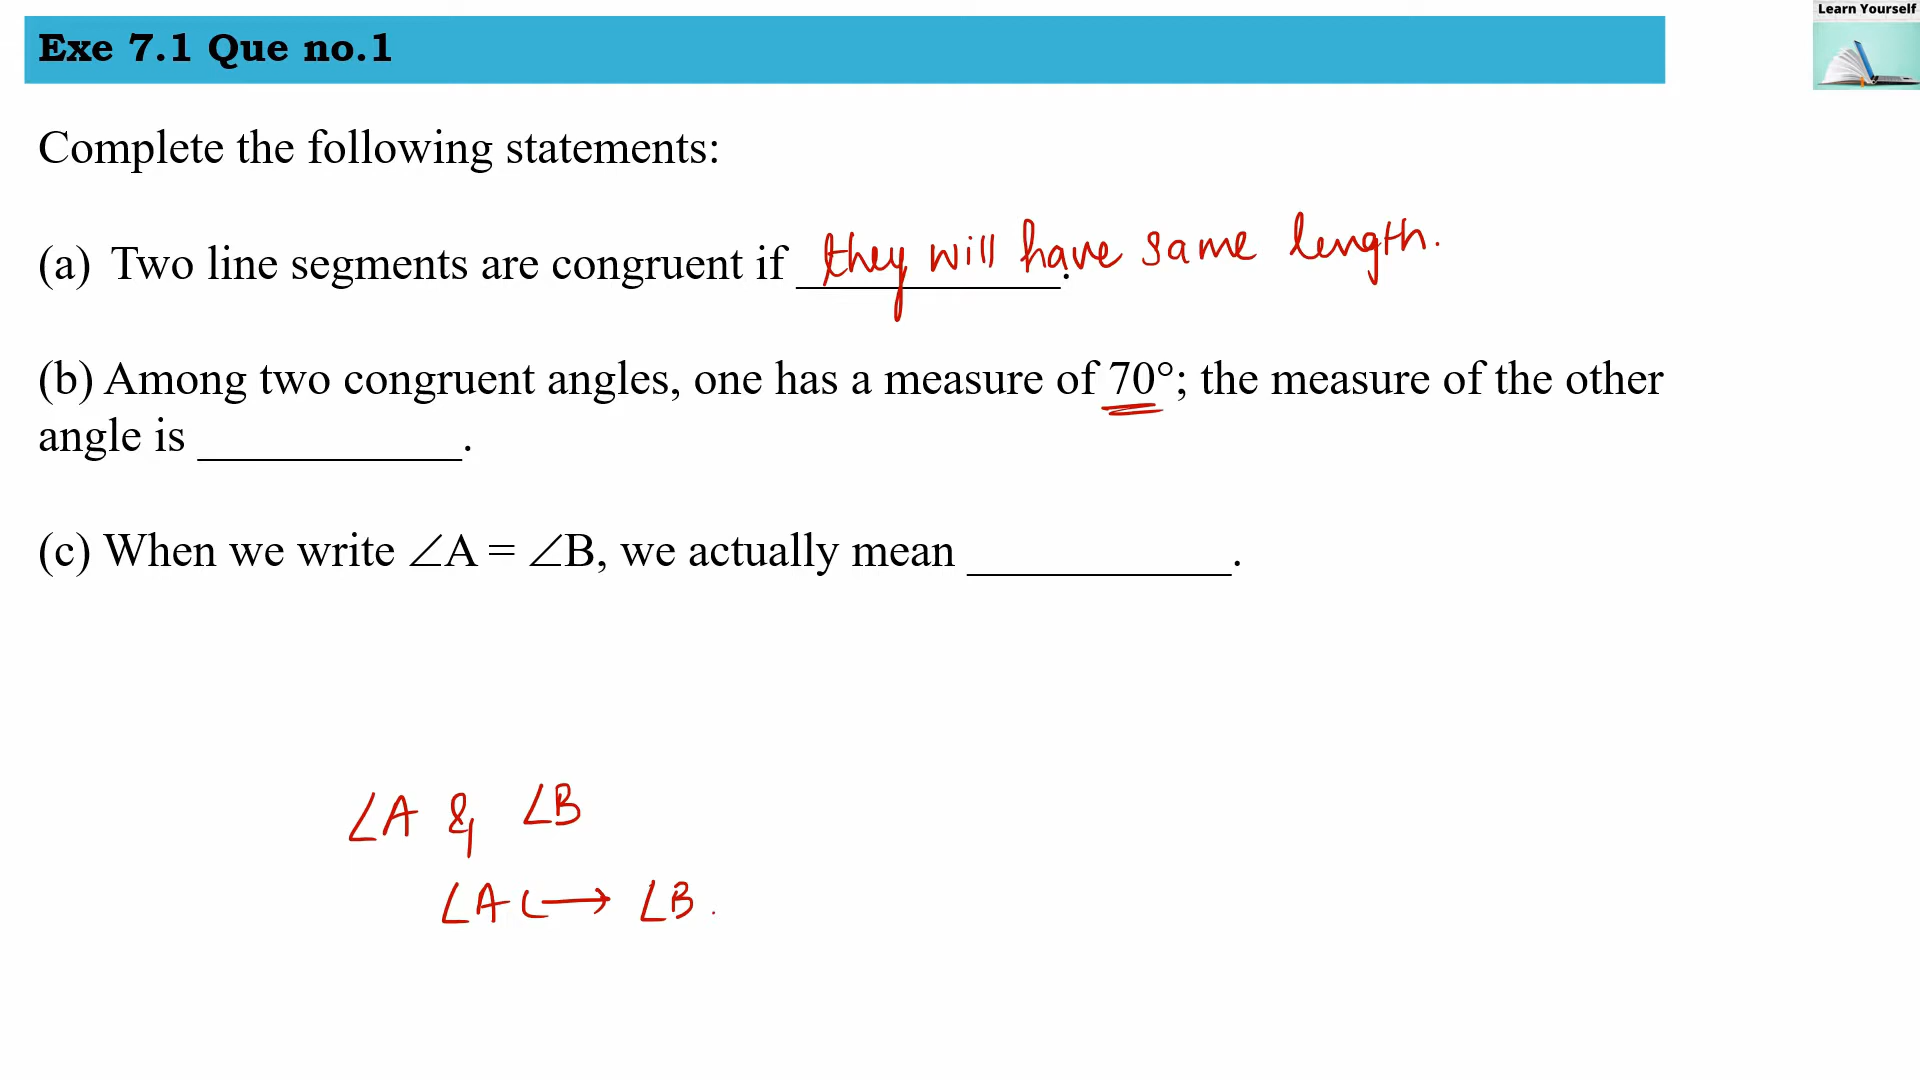 Learn Yourself
Exe 7.1 Que no.1
Complete the following statements:
(a) Two line segments are congruent if ___________. they will have same length.
(b) Among two congruent angles, one has a measure of 70°; the measure of the other
angle is ___________.
(c) When we write ∠A = ∠B, we actually mean ___________.
∠A & ∠B
∠A ⟷ ∠B.